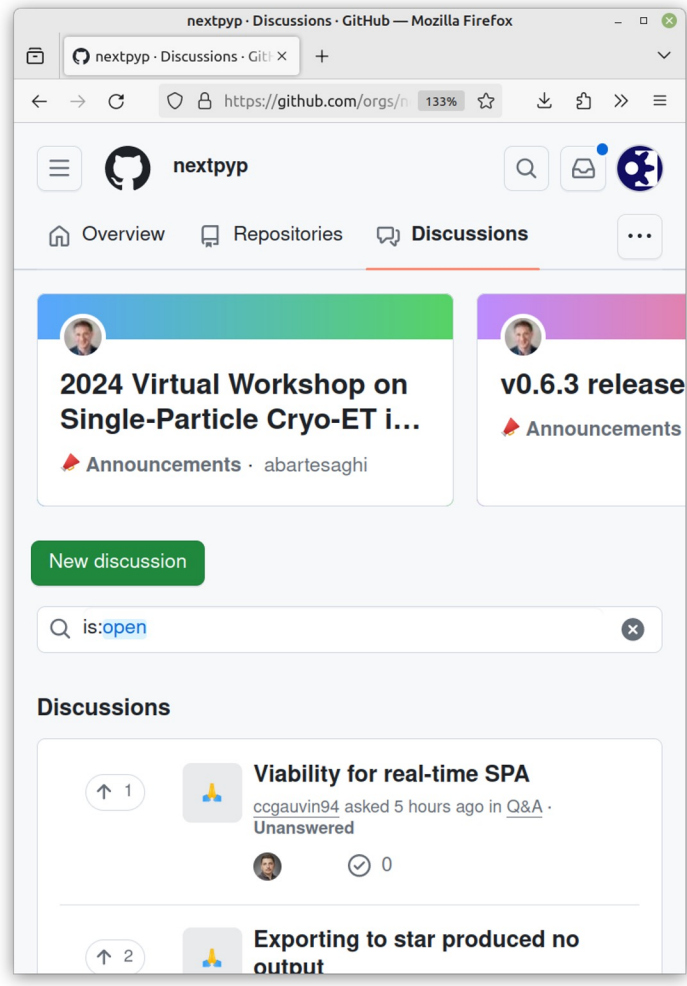 nextpyp · Discussions · GitHub — Mozilla Firefox
nextpyp · Discussions · Git
https://github.com/orgs/n
133%
nextpyp
Overview
Repositories
Discussions
2024 Virtual Workshop on
Single-Particle Cryo-ET i...
Announcements · abartesaghi
v0.6.3 release
Announcements
New discussion
is:open
Discussions
1
Viability for real-time SPA
ccgauvin94 asked 5 hours ago in Q&A ·
Unanswered
0
2
Exporting to star produced no
output